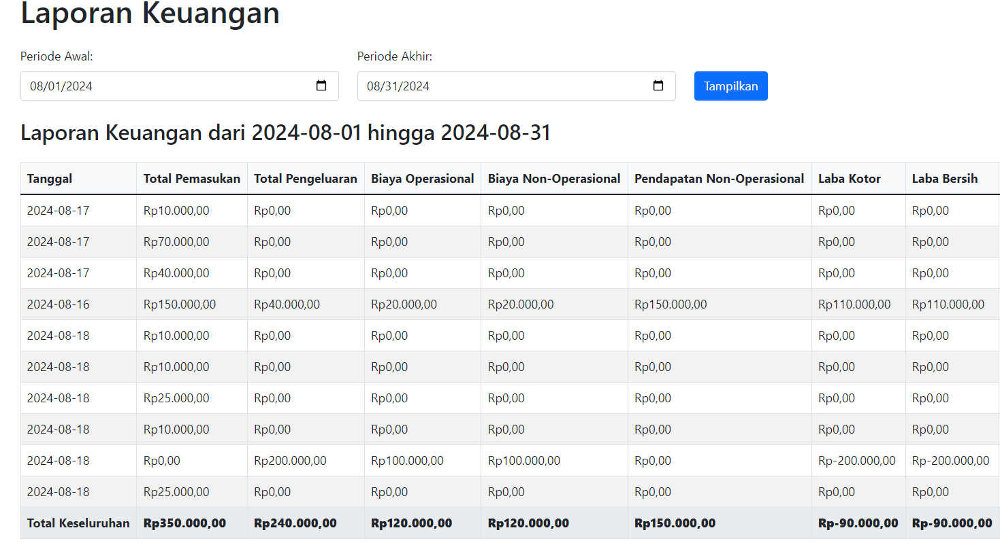 Laporan Keuangan
Periode Awal: Periode Akhir:
08/01/2024 08/31/2024 Tampilkan
Laporan Keuangan dari 2024-08-01 hingga 2024-08-31
Tanggal Total Pemasukan Total Pengeluaran Biaya Operasional Biaya Non-Operasional Pendapatan Non-Operasional Laba Kotor Laba Bersih
2024-08-17 Rp10.000,00 Rp0,00 Rp0,00 Rp0,00 Rp0,00 Rp0,00 Rp0,00
2024-08-17 Rp70.000,00 Rp0,00 Rp0,00 Rp0,00 Rp0,00 Rp0,00 Rp0,00
2024-08-17 Rp40.000,00 Rp0,00 Rp0,00 Rp0,00 Rp0,00 Rp0,00 Rp0,00
2024-08-16 Rp150.000,00 Rp40.000,00 Rp20.000,00 Rp20.000,00 Rp150.000,00 Rp110.000,00 Rp110.000,00
2024-08-18 Rp10.000,00 Rp0,00 Rp0,00 Rp0,00 Rp0,00 Rp0,00 Rp0,00
2024-08-18 Rp10.000,00 Rp0,00 Rp0,00 Rp0,00 Rp0,00 Rp0,00 Rp0,00
2024-08-18 Rp25.000,00 Rp0,00 Rp0,00 Rp0,00 Rp0,00 Rp0,00 Rp0,00
2024-08-18 Rp10.000,00 Rp0,00 Rp0,00 Rp0,00 Rp0,00 Rp0,00 Rp0,00
2024-08-18 Rp0,00 Rp200.000,00 Rp100.000,00 Rp100.000,00 Rp0,00 Rp-200.000,00 Rp-200.000,00
2024-08-18 Rp25.000,00 Rp0,00 Rp0,00 Rp0,00 Rp0,00 Rp0,00 Rp0,00
Total Keseluruhan Rp350.000,00 Rp240.000,00 Rp120.000,00 Rp120.000,00 Rp150.000,00 Rp-90.000,00 Rp-90.000,00